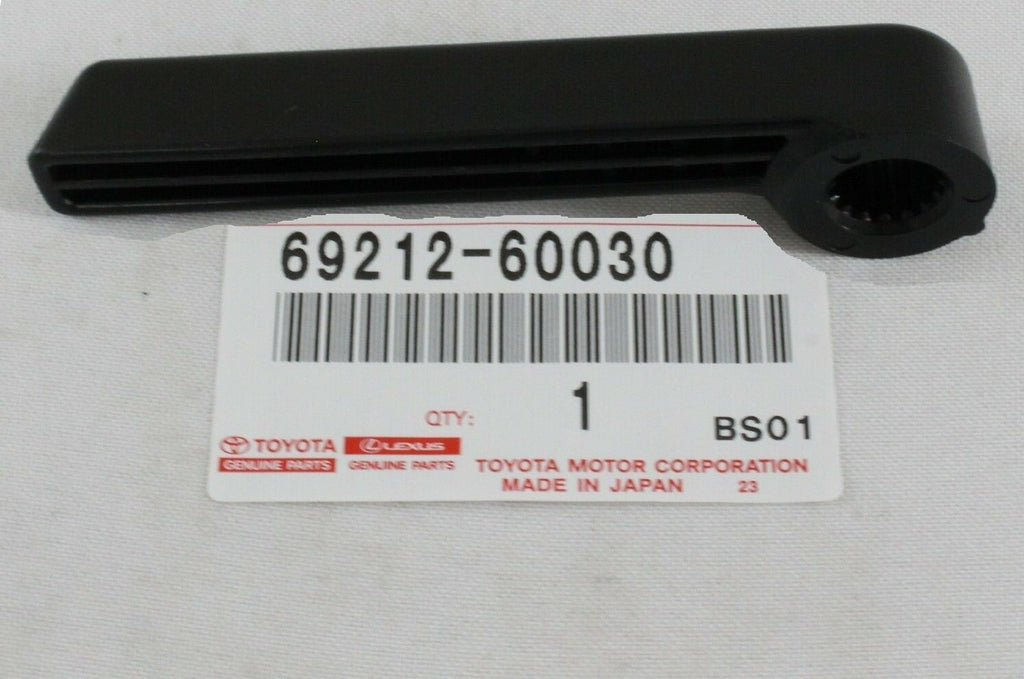 69212-60030
QTY: 1
BS01
TOYOTA LEXUS
GENUINE PARTS GENUINE PARTS
TOYOTA MOTOR CORPORATION
MADE IN JAPAN 23